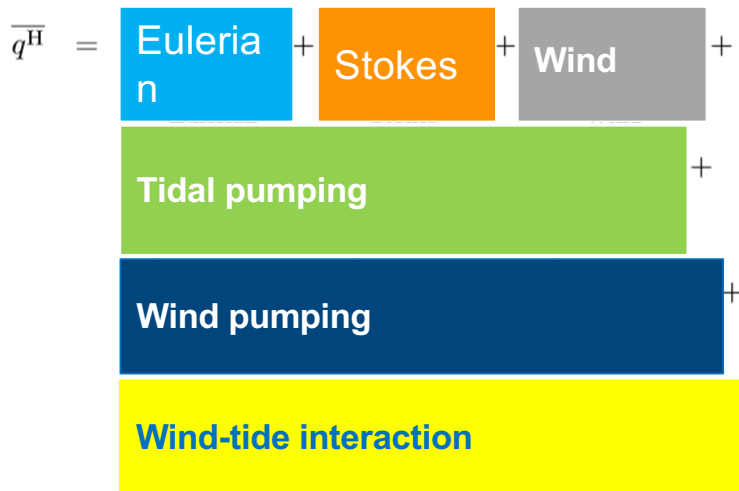 q^H = Euleria + Stokes + Wind +
n
Tidal pumping +
Wind pumping +
Wind-tide interaction